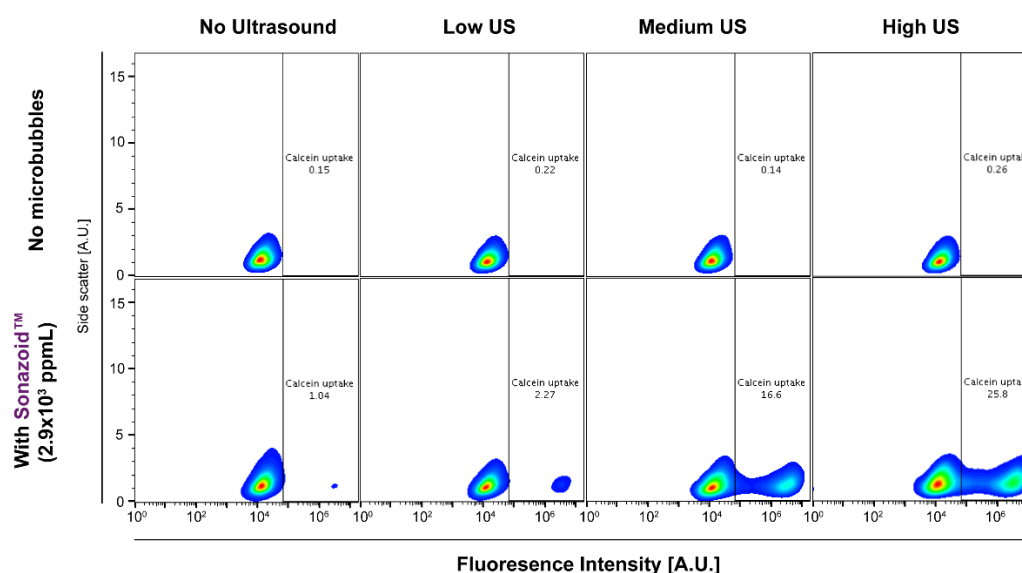 No Ultrasound Low US Medium US High US
No microbubbles
With Sonazoid™
(2.9x10³ ppmL)
Side scatter [A.U.]
15
10
5
0
Calcein uptake
0.15
Calcein uptake
0.22
Calcein uptake
0.14
Calcein uptak
0.26
15
10
5
0
Calcein uptake
1.04
Calcein uptake
2.27
Calcein uptake
16.6
Calcein uptak
25.8
10⁰ 10² 10⁴ 10⁶ 10⁰ 10² 10⁴ 10⁶ 10⁰ 10² 10⁴ 10⁶ 10⁰ 10² 10⁴ 10⁶
Fluoresence Intensity [A.U.]